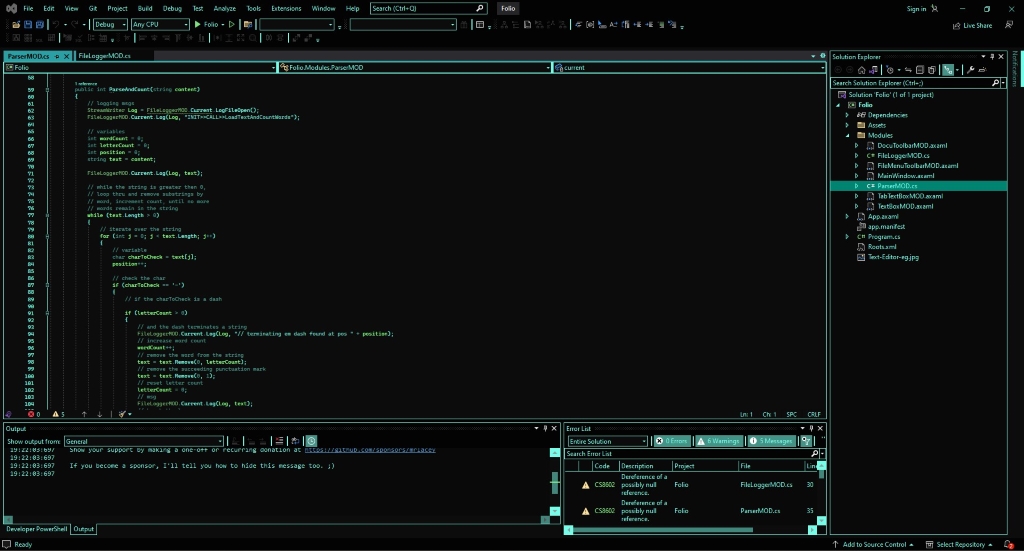 File Edit View Git Project Build Debug Test Analyze Tools Extensions Window Help Search (Ctrl+Q) Folio Sign in
Debug Any CPU Folio Live Share
ParserMOD.cs FileLoggerMOD.cs
Folio Folio.Modules.ParserMOD current
58
1 reference
59 public int ParseAndCount(string content)
60 {
61 // logging msgs
62 StreamWriter Log = FileLoggerMOD.Current.LogFileOpen();
63 FileLoggerMOD.Current.Log(Log, "INIT>>CALL>>LoadTextAndCountWords");
64
65 // variables
66 int wordCount = 0;
67 int letterCount = 0;
68 int position = 0;
69 string text = content;
70
71 FileLoggerMOD.Current.Log(Log, text);
72
73 // while the string is greater then 0,
74 // loop thru and remove substrings by
75 // word, increment count, until no more
76 // words remain in the string
77 while (text.Length > 0)
78 {
79 // iterate over the string
80 for (int j = 0; j < text.Length; j++)
81 {
82 // variable
83 char charToCheck = text[j];
84 position++;
85
86 // check the char
87 if (charToCheck == '-')
88 {
89 // if the charToCheck is a dash
90
91 if (letterCount > 0)
92 {
93 // and the dash terminates a string
94 FileLoggerMOD.Current.Log(Log, "// terminating em dash found at pos " + position);
95 // increase word count
96 wordCount++;
97 // remove the word from the string
98 text = text.Remove(0, letterCount);
99 // remove the succeeding punctuation mark
100 text = text.Remove(0, 1);
101 // reset letter count
102 letterCount = 0;
103 // msg
104 FileLoggerMOD.Current.Log(Log, text);
0 5 Ln: 1 Ch: 1 SPC CRLF
Output
Show output from: General
19:22:03:697 Show your support by making a one-off or recurring donation at https://github.com/sponsors/mrlacey
19:22:03:697
19:22:03:697 If you become a sponsor, I'll tell you how to hide this message too. ;)
19:22:03:697
Developer PowerShell Output
Error List
Entire Solution 0 Errors 6 Warnings 5 Messages
Search Error List
Code Description Project File Line
CS8602 Dereference of a possibly null reference. Folio FileLoggerMOD.cs 30
CS8602 Dereference of a possibly null reference. Folio ParserMOD.cs 35
Solution Explorer
Search Solution Explorer (Ctrl+;)
Solution 'Folio' (1 of 1 project)
Folio
Dependencies
Assets
Modules
DocuToolbarMOD.axaml
FileLoggerMOD.cs
FileMenuToolbarMOD.axaml
MainWindow.axaml
ParserMOD.cs
TabTextBoxMOD.axaml
TextBoxMOD.axaml
App.axaml
app.manifest
Program.cs
Roots.xml
Text-Editor-eg.jpg
Notifications
Ready Add to Source Control Select Repository